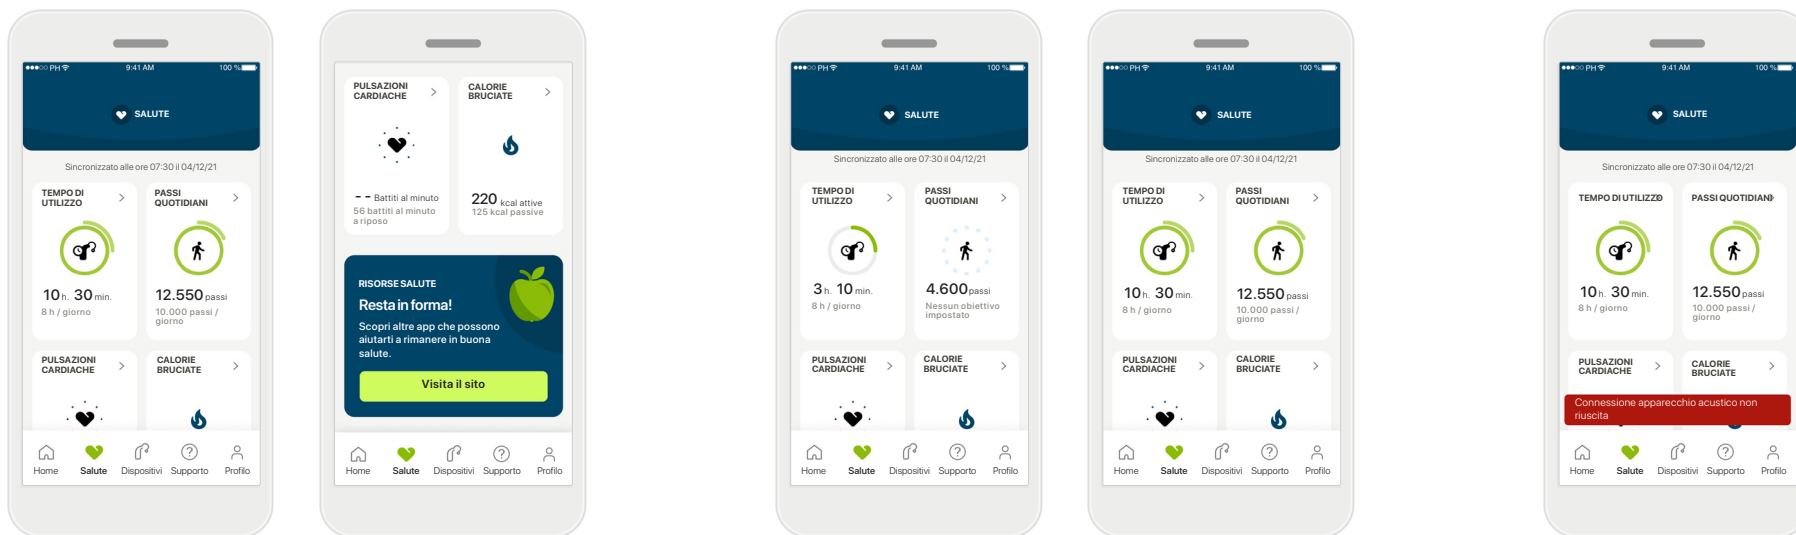 PH 9:41 AM 100 %
SALUTE
Sincronizzato alle ore 07:30 il 04/12/21
TEMPO DI
UTILIZZO
PASSI
QUOTIDIANI
10 h. 30 min.
8 h / giorno
12.550 passi
10.000 passi /
giorno
PULSAZIONI
CARDIACHE
CALORIE
BRUCIATE
Home Salute Dispositivi Supporto Profilo
PULSAZIONI
CARDIACHE
CALORIE
BRUCIATE
-- Battiti al minuto
56 battiti al minuto
a riposo
220 kcal attive
125 kcal passive
RISORSE SALUTE
Resta in forma!
Scopri altre app che possono
aiutarti a rimanere in buona
salute.
Visita il sito
Home Salute Dispositivi Supporto Profilo
PH 9:41 AM 100 %
SALUTE
Sincronizzato alle ore 07:30 il 04/12/21
TEMPO DI
UTILIZZO
PASSI
QUOTIDIANI
3 h. 10 min.
8 h / giorno
4.600 passi
Nessun obiettivo
impostato
PULSAZIONI
CARDIACHE
CALORIE
BRUCIATE
Home Salute Dispositivi Supporto Profilo
PH 9:41 AM 100 %
SALUTE
Sincronizzato alle ore 07:30 il 04/12/21
TEMPO DI
UTILIZZO
PASSI
QUOTIDIANI
10 h. 30 min.
8 h / giorno
12.550 passi
10.000 passi /
giorno
PULSAZIONI
CARDIACHE
CALORIE
BRUCIATE
Home Salute Dispositivi Supporto Profilo
PH 9:41 AM 100 %
SALUTE
Sincronizzato alle ore 07:30 il 04/12/21
TEMPO DI UTILIZZO
PASSI QUOTIDIANI
10 h. 30 min.
8 h / giorno
12.550 passi
10.000 passi /
giorno
PULSAZIONI
CARDIACHE
CALORIE
BRUCIATE
Connessione apparecchio acustico non
riuscita
Home Salute Dispositivi Supporto Profilo